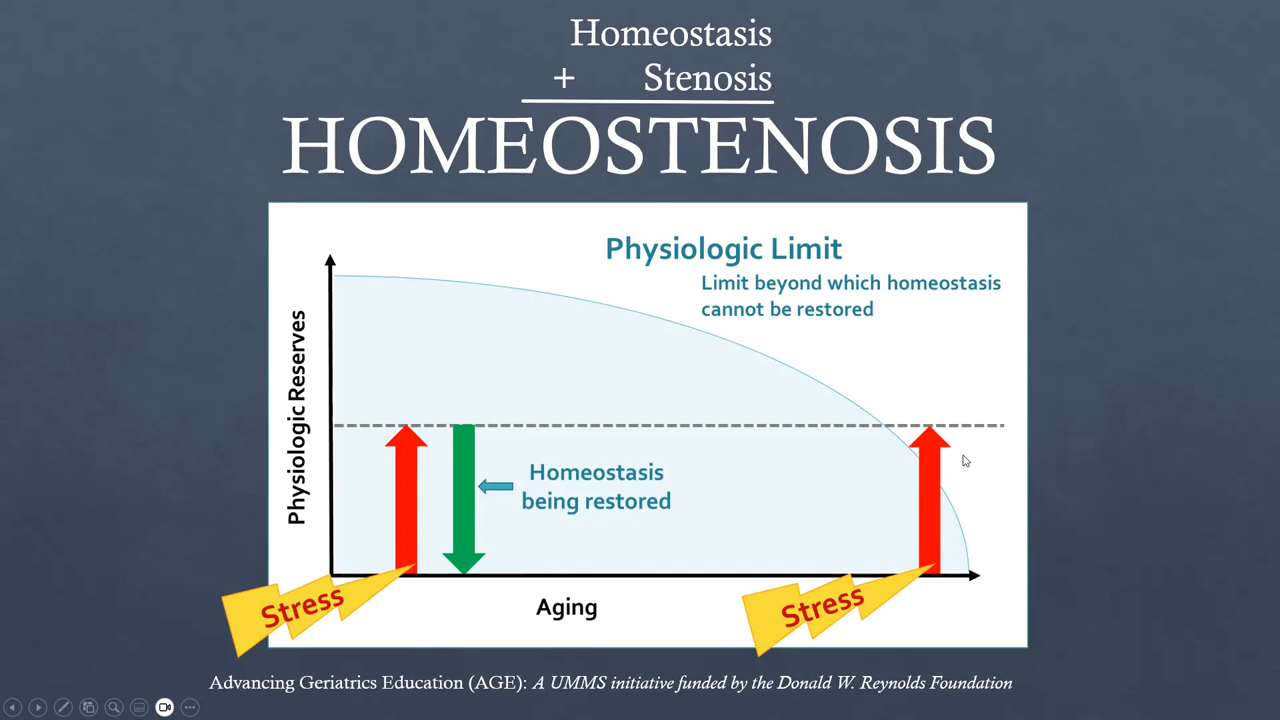 Homeostasis
+ Stenosis
HOMEOSTENOSIS
Physiologic Limit
Limit beyond which homeostasis
cannot be restored
Physiologic Reserves
Homeostasis
being restored
Stress
Stress
Aging
Advancing Geriatrics Education (AGE): A UMMS initiative funded by the Donald W. Reynolds Foundation